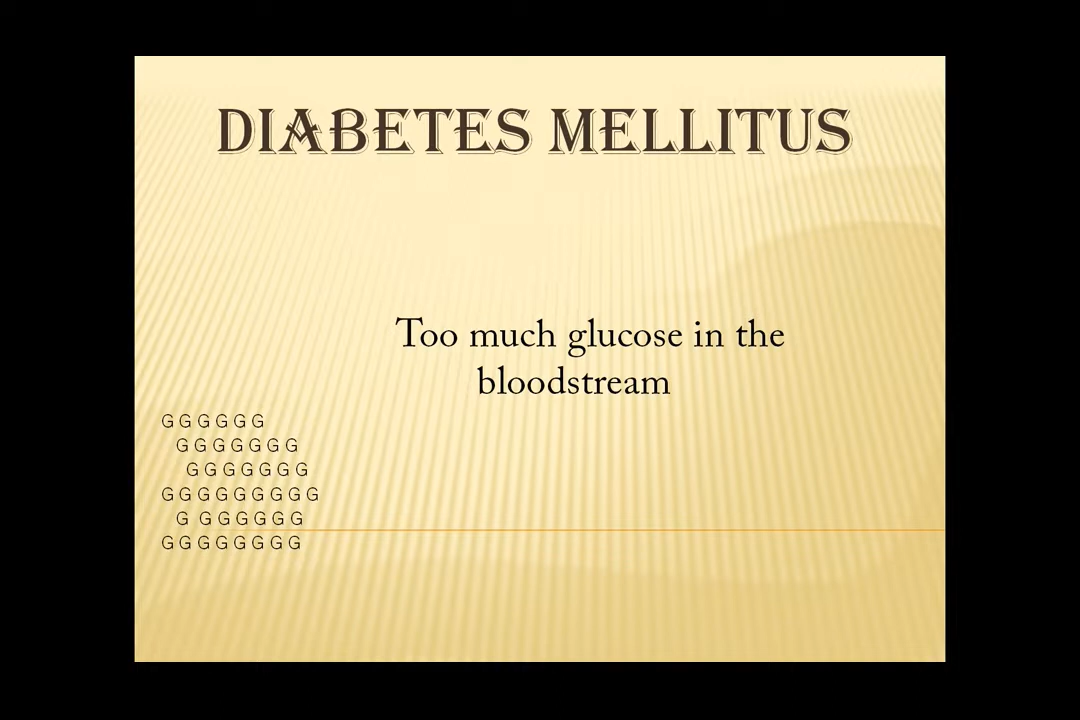 DIABETES MELLITUS
Too much glucose in the
bloodstream
G G G G G G
G G G G G G G
G G G G G G G
G G G G G G G G G
G G G G G G G
G G G G G G G G